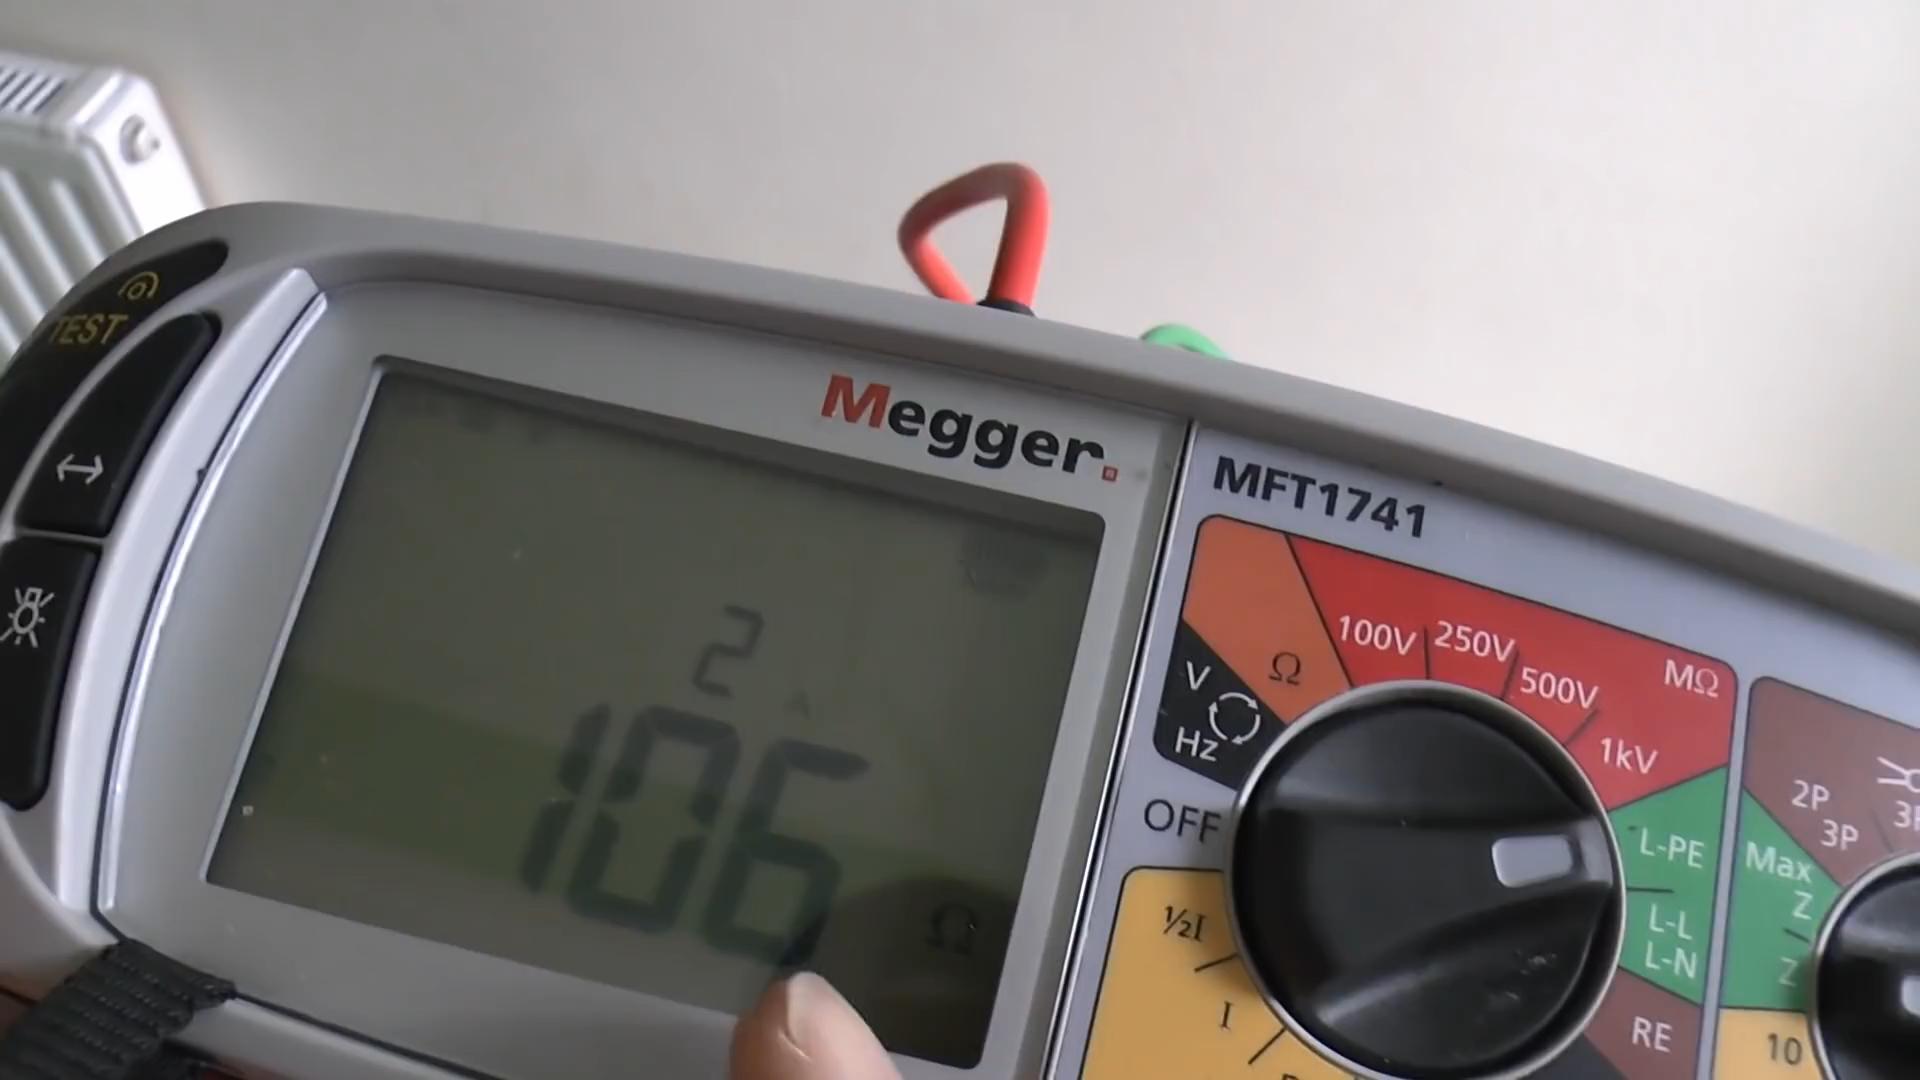 TEST
Megger.
MFT1741
2
106
Ω
V
Hz
Ω
100V
250V
500V
1kV
MΩ
OFF
L-PE
L-L
L-N
RE
½I
I
2P
3P
Max
Z
Z
10